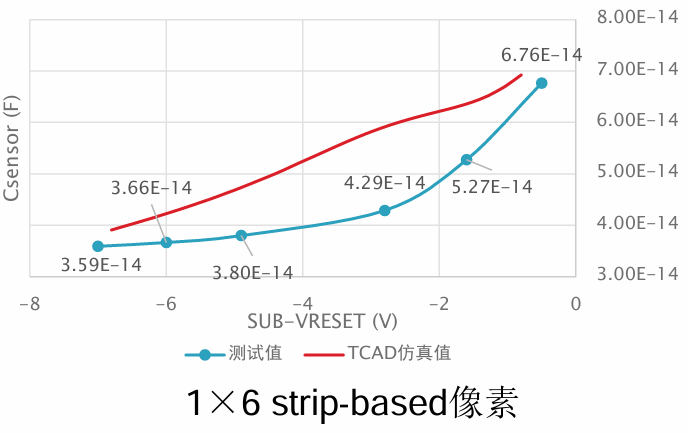 8.00E-14
6.76E-14
7.00E-14
6.00E-14
Csensor (F)
3.66E-14
4.29E-14
5.27E-14
5.00E-14
4.00E-14
3.59E-14
3.80E-14
3.00E-14
-8 -6 -4 -2 0
SUB-VRESET (V)
测试值 TCAD仿真值
1×6 strip-based像素